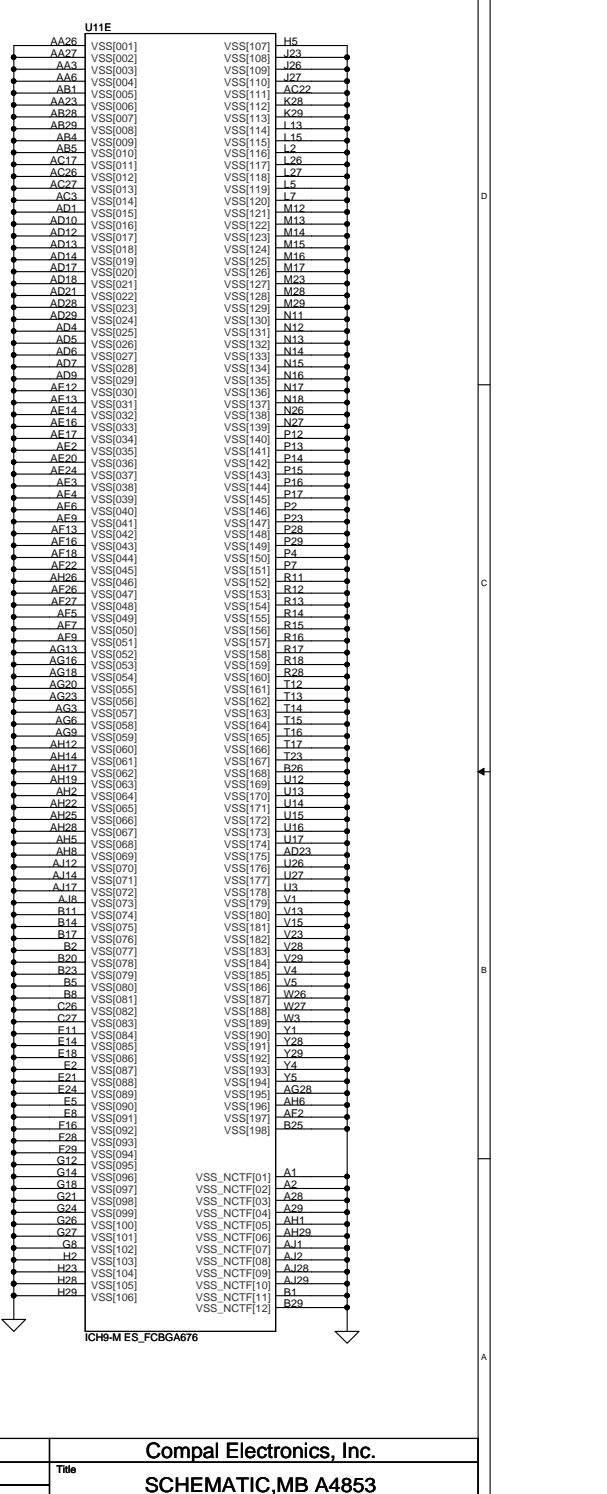 U11E
AA26 VSS[001] VSS[107] H5
AA27 VSS[002] VSS[108] J23
AA3 VSS[003] VSS[109] J26
AA6 VSS[004] VSS[110] J27
AB1 VSS[005] VSS[111] AC22
AA23 VSS[006] VSS[112] K28
AB28 VSS[007] VSS[113] K29
AB29 VSS[008] VSS[114] L13
AB4 VSS[009] VSS[115] L15
AB5 VSS[010] VSS[116] L2
AC17 VSS[011] VSS[117] L26
AC26 VSS[012] VSS[118] L27
AC27 VSS[013] VSS[119] L5
AC3 VSS[014] VSS[120] L7
AD1 VSS[015] VSS[121] M12
AD10 VSS[016] VSS[122] M13
AD12 VSS[017] VSS[123] M14
AD13 VSS[018] VSS[124] M15
AD14 VSS[019] VSS[125] M16
AD17 VSS[020] VSS[126] M17
AD18 VSS[021] VSS[127] M23
AD21 VSS[022] VSS[128] M28
AD28 VSS[023] VSS[129] M29
AD29 VSS[024] VSS[130] N11
AD4 VSS[025] VSS[131] N12
AD5 VSS[026] VSS[132] N13
AD6 VSS[027] VSS[133] N14
AD7 VSS[028] VSS[134] N15
AD9 VSS[029] VSS[135] N16
AE12 VSS[030] VSS[136] N17
AE13 VSS[031] VSS[137] N18
AE14 VSS[032] VSS[138] N26
AE16 VSS[033] VSS[139] N27
AE17 VSS[034] VSS[140] P12
AE2 VSS[035] VSS[141] P13
AE20 VSS[036] VSS[142] P14
AE24 VSS[037] VSS[143] P15
AE3 VSS[038] VSS[144] P16
AE4 VSS[039] VSS[145] P17
AE6 VSS[040] VSS[146] P2
AE9 VSS[041] VSS[147] P23
AF13 VSS[042] VSS[148] P28
AF16 VSS[043] VSS[149] P29
AF18 VSS[044] VSS[150] P4
AF22 VSS[045] VSS[151] P7
AH26 VSS[046] VSS[152] R11
AF26 VSS[047] VSS[153] R12
AF27 VSS[048] VSS[154] R13
AF5 VSS[049] VSS[155] R14
AF7 VSS[050] VSS[156] R15
AF9 VSS[051] VSS[157] R16
AG13 VSS[052] VSS[158] R17
AG16 VSS[053] VSS[159] R18
AG18 VSS[054] VSS[160] R28
AG20 VSS[055] VSS[161] T12
AG23 VSS[056] VSS[162] T13
AG3 VSS[057] VSS[163] T14
AG6 VSS[058] VSS[164] T15
AG9 VSS[059] VSS[165] T16
AH12 VSS[060] VSS[166] T17
AH14 VSS[061] VSS[167] T23
AH17 VSS[062] VSS[168] B26
AH19 VSS[063] VSS[169] U12
AH2 VSS[064] VSS[170] U13
AH22 VSS[065] VSS[171] U14
AH25 VSS[066] VSS[172] U15
AH28 VSS[067] VSS[173] U16
AH5 VSS[068] VSS[174] U17
AH8 VSS[069] VSS[175] AD23
AJ12 VSS[070] VSS[176] U26
AJ14 VSS[071] VSS[177] U27
AJ17 VSS[072] VSS[178] U3
AJ8 VSS[073] VSS[179] V1
B11 VSS[074] VSS[180] V13
B14 VSS[075] VSS[181] V15
B17 VSS[076] VSS[182] V23
B2 VSS[077] VSS[183] V28
B20 VSS[078] VSS[184] V29
B23 VSS[079] VSS[185] V4
B5 VSS[080] VSS[186] V5
B8 VSS[081] VSS[187] W26
C26 VSS[082] VSS[188] W27
C27 VSS[083] VSS[189] W3
E11 VSS[084] VSS[190] Y1
E14 VSS[085] VSS[191] Y28
E18 VSS[086] VSS[192] Y29
E2 VSS[087] VSS[193] Y4
E21 VSS[088] VSS[194] Y5
E24 VSS[089] VSS[195] AG28
E5 VSS[090] VSS[196] AH6
E8 VSS[091] VSS[197] AF2
F16 VSS[092] VSS[198] B25
F28 VSS[093]
F29 VSS[094]
G12 VSS[095]
G14 VSS[096] VSS_NCTF[01] A1
G18 VSS[097] VSS_NCTF[02] A2
G21 VSS[098] VSS_NCTF[03] A28
G24 VSS[099] VSS_NCTF[04] A29
G26 VSS[100] VSS_NCTF[05] AH1
G27 VSS[101] VSS_NCTF[06] AH29
G8 VSS[102] VSS_NCTF[07] AJ1
H2 VSS[103] VSS_NCTF[08] AJ2
H23 VSS[104] VSS_NCTF[09] AJ28
H28 VSS[105] VSS_NCTF[10] AJ29
H29 VSS[106] VSS_NCTF[11] B1
VSS_NCTF[12] B29
ICH9-M ES_FCBGA676
D
C
B
A
Compal Electronics, Inc.
Title
SCHEMATIC,MB A4853